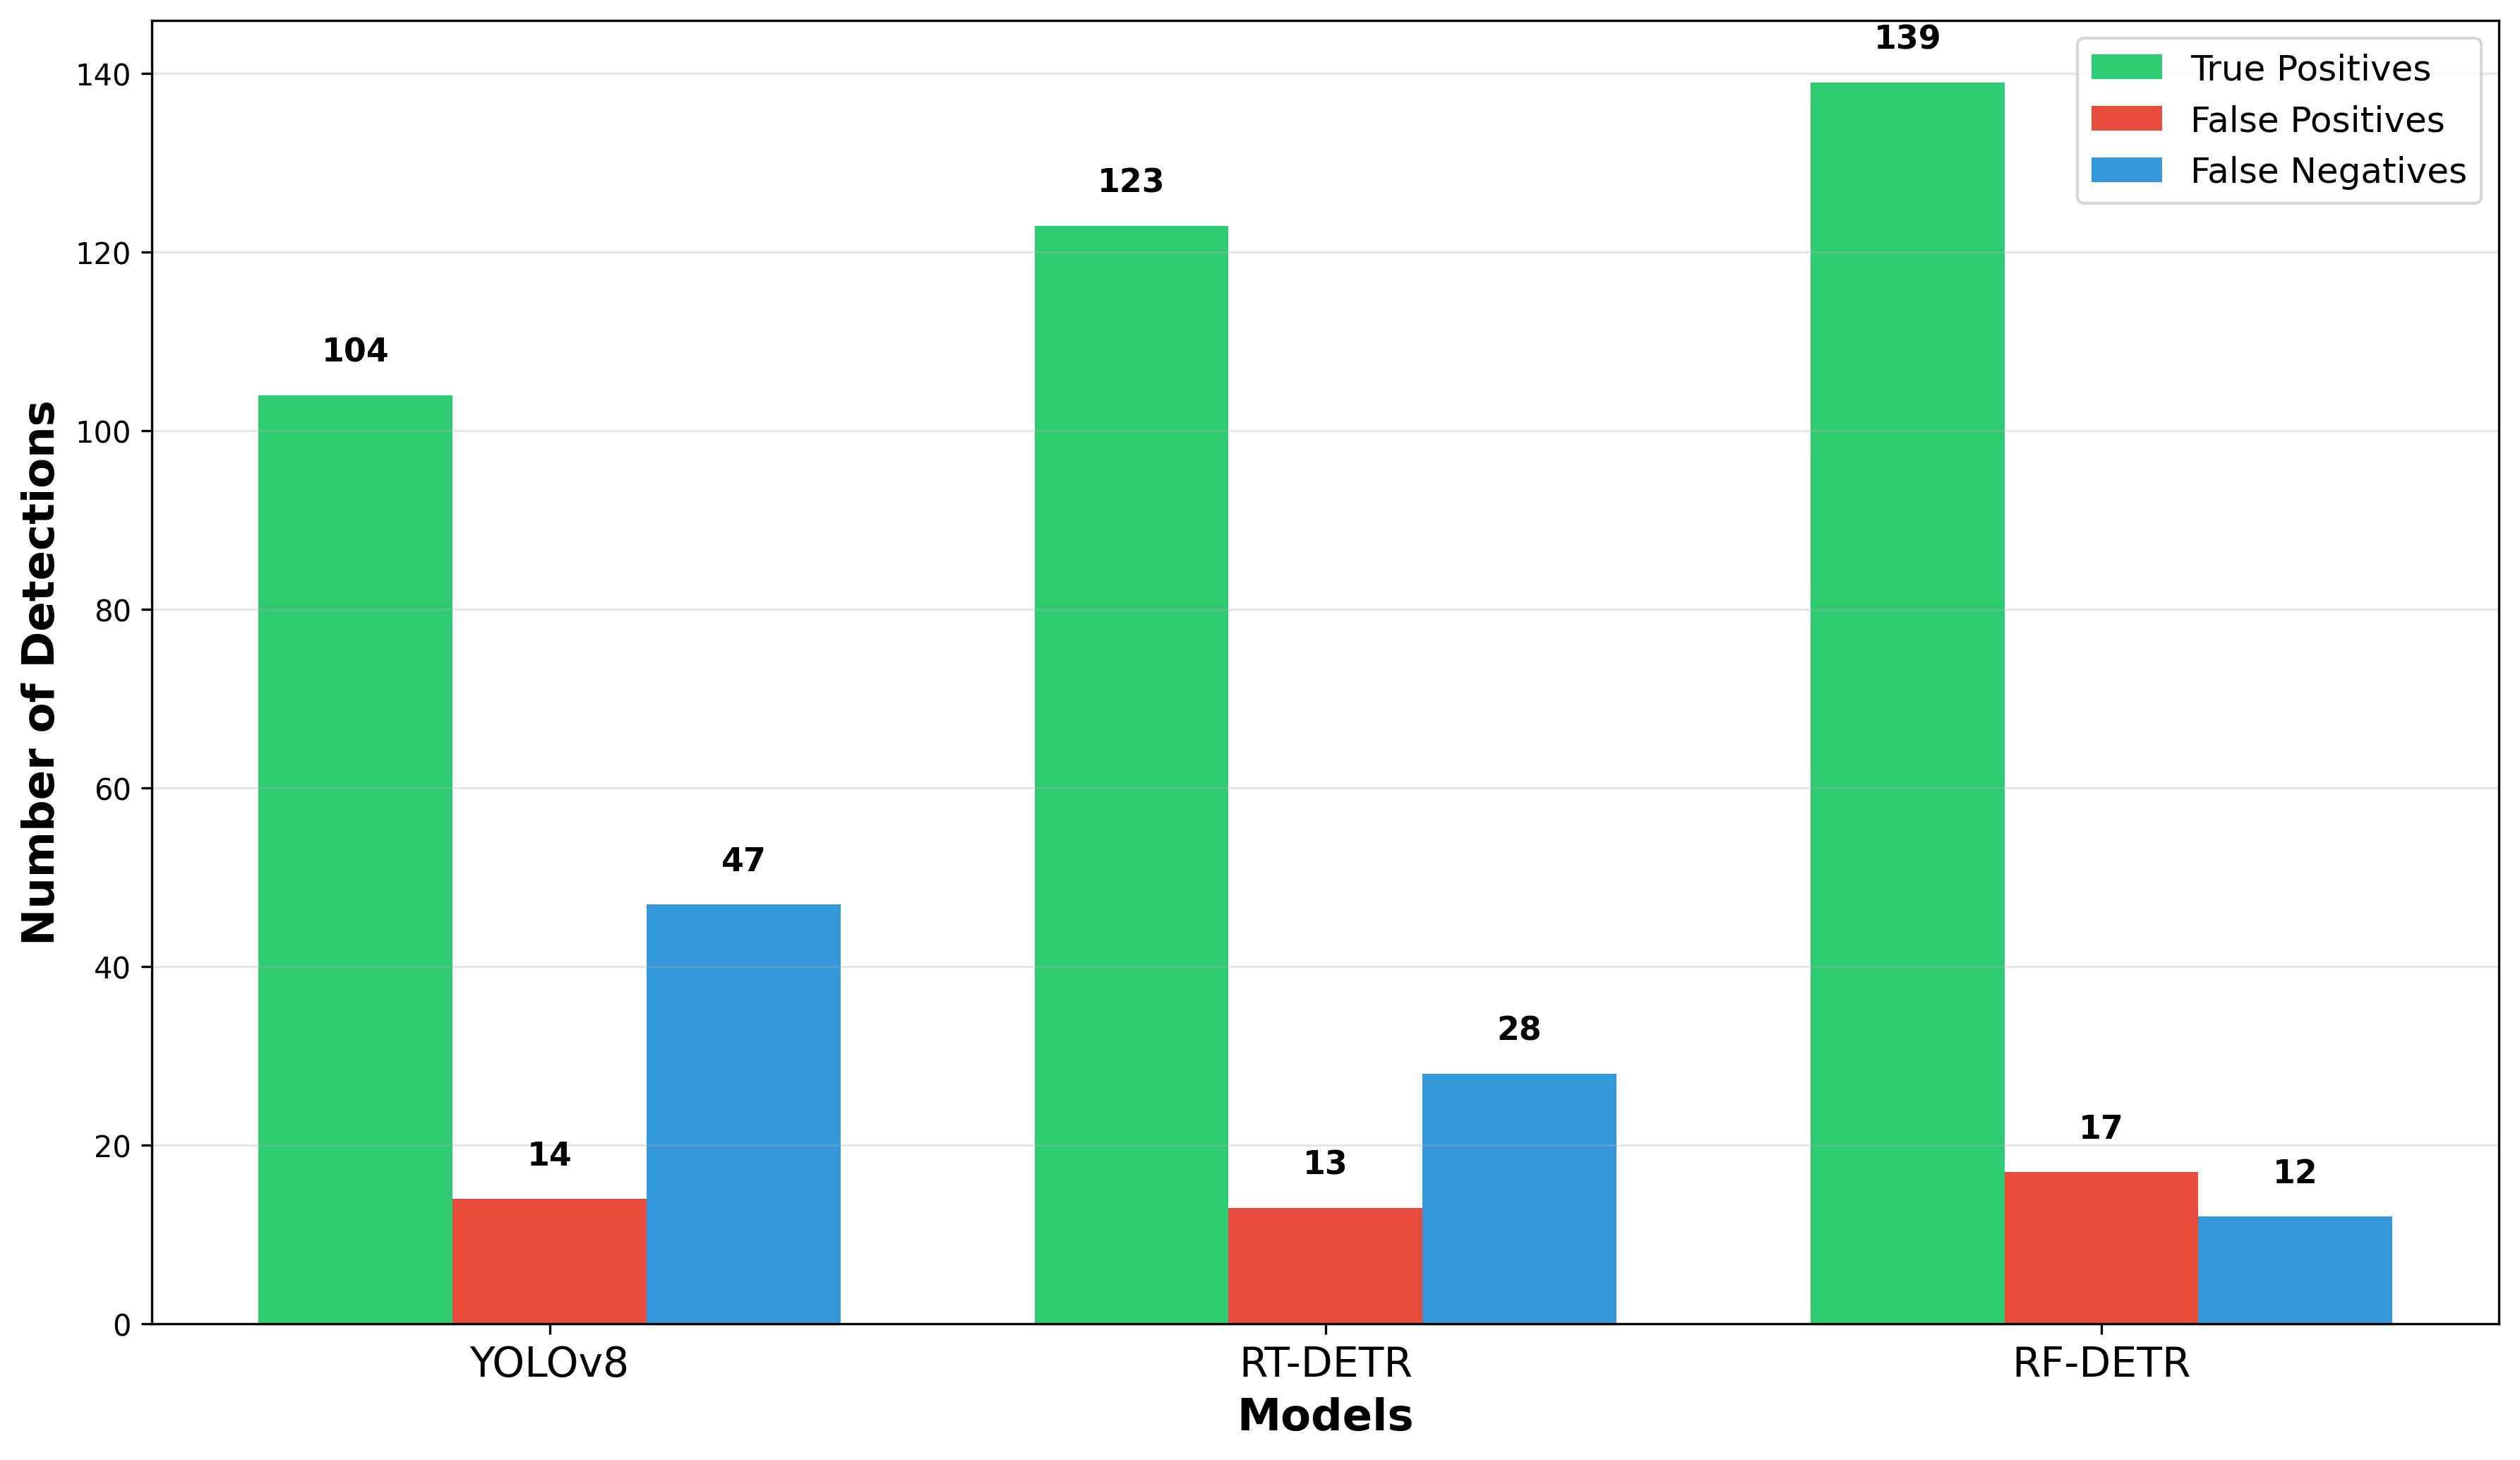 139
140
True Positives
False Positives
False Negatives
123
120
104
100
Number of Detections
80
60
47
40
28
20
14
13
17
12
0
YOLOv8
RT-DETR
RF-DETR
Models